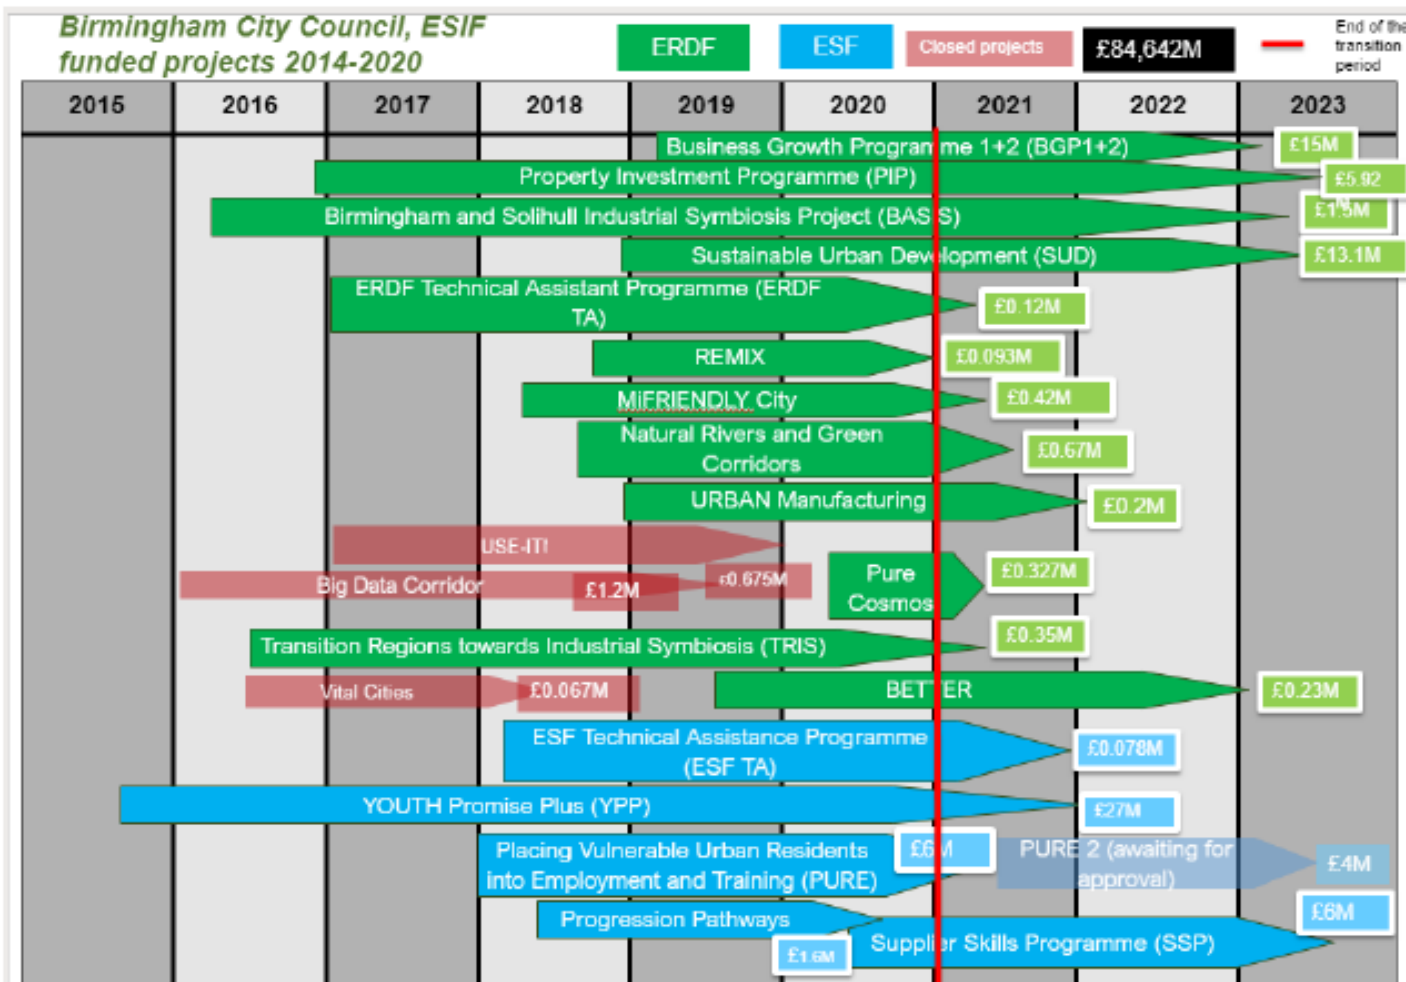 Birmingham City Council, ESIF
funded projects 2014-2020
ERDF
ESF
Closed projects
£84,642M
End of the
transition
period
2015 2016 2017 2018 2019 2020 2021 2022 2023
Business Growth Programme 1+2 (BGP1+2)
£15M
Property Investment Programme (PIP)
£5.92
M
Birmingham and Solihull Industrial Symbiosis Project (BASIS)
£1.5M
Sustainable Urban Development (SUD)
£13.1M
ERDF Technical Assistant Programme (ERDF
TA)
£0.12M
REMIX
£0.093M
MiFRIENDLY City
£0.42M
Natural Rivers and Green
Corridors
£0.67M
URBAN Manufacturing
£0.2M
USE-IT!
£0.675M
Big Data Corridor
£1.2M
Pure
Cosmos
£0.327M
Transition Regions towards Industrial Symbiosis (TRIS)
£0.35M
Vital Cities
£0.067M
BETTER
£0.23M
ESF Technical Assistance Programme
(ESF TA)
£0.078M
YOUTH Promise Plus (YPP)
£27M
Placing Vulnerable Urban Residents
into Employment and Training (PURE)
£6M
PURE 2 (awaiting for
approval)
£4M
Progression Pathways
£1.6M
Supplier Skills Programme (SSP)
£6M